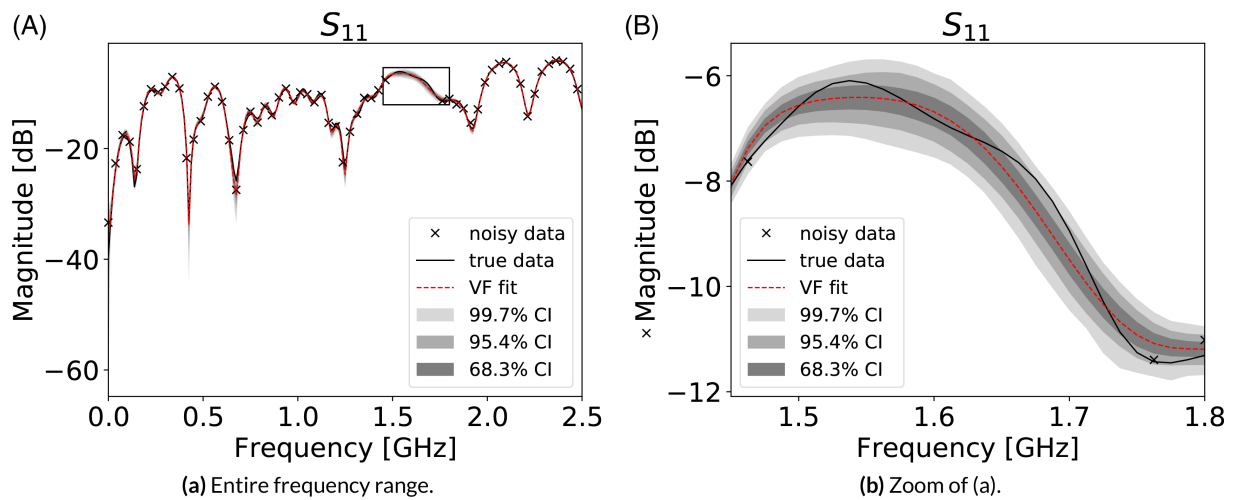 (A)
S11
Magnitude [dB]
−20
−40
−60
noisy data
true data
VF fit
99.7% CI
95.4% CI
68.3% CI
0.0 0.5 1.0 1.5 2.0 2.5
Frequency [GHz]
(a) Entire frequency range.
(B)
S11
Magnitude [dB]
−6
−8
−10
−12
noisy data
true data
VF fit
99.7% CI
95.4% CI
68.3% CI
1.5 1.6 1.7 1.8
Frequency [GHz]
(b) Zoom of (a).